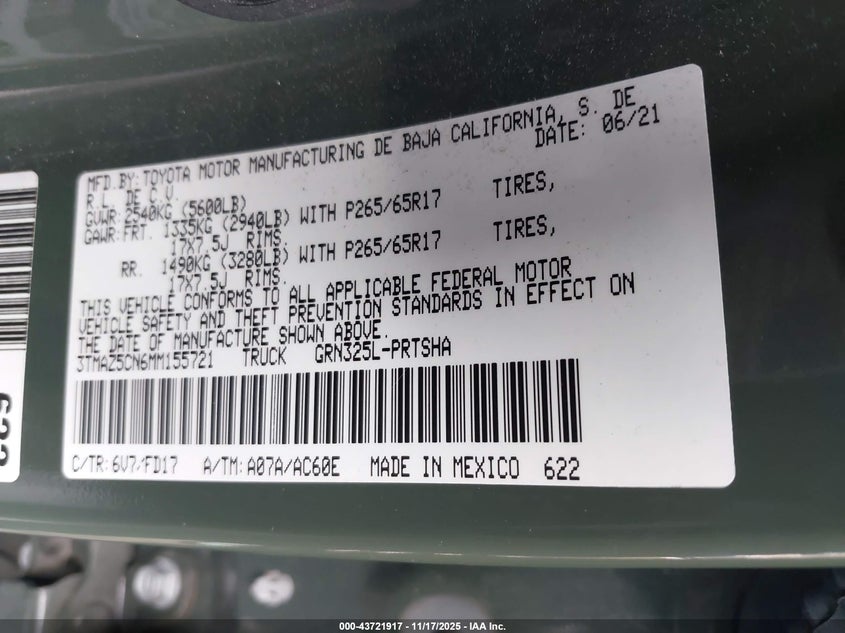 MFD.BY:TOYOTA MOTOR MANUFACTURING DE BAJA CALIFORNIA, S. DE
R.L. DE C.V. DATE: 06/21
GVWR:2540KG (5600LB)
GAWR:FRT. 1335KG (2940LB) WITH P265/65R17 TIRES,
17X7.5J RIMS.
RR. 1490KG (3280LB) WITH P265/65R17 TIRES,
17X7.5J RIMS.
THIS VEHICLE CONFORMS TO ALL APPLICABLE FEDERAL MOTOR
VEHICLE SAFETY AND THEFT PREVENTION STANDARDS IN EFFECT ON
THE DATE OF MANUFACTURE SHOWN ABOVE.
3TMAZ5CN6MM155721 TRUCK GRN325L-PRTSHA
C/TR:6V7/FD17 A/TM:A07A/AC60E MADE IN MEXICO 622
622
000-43721917 - 11/17/2025 - IAA Inc.